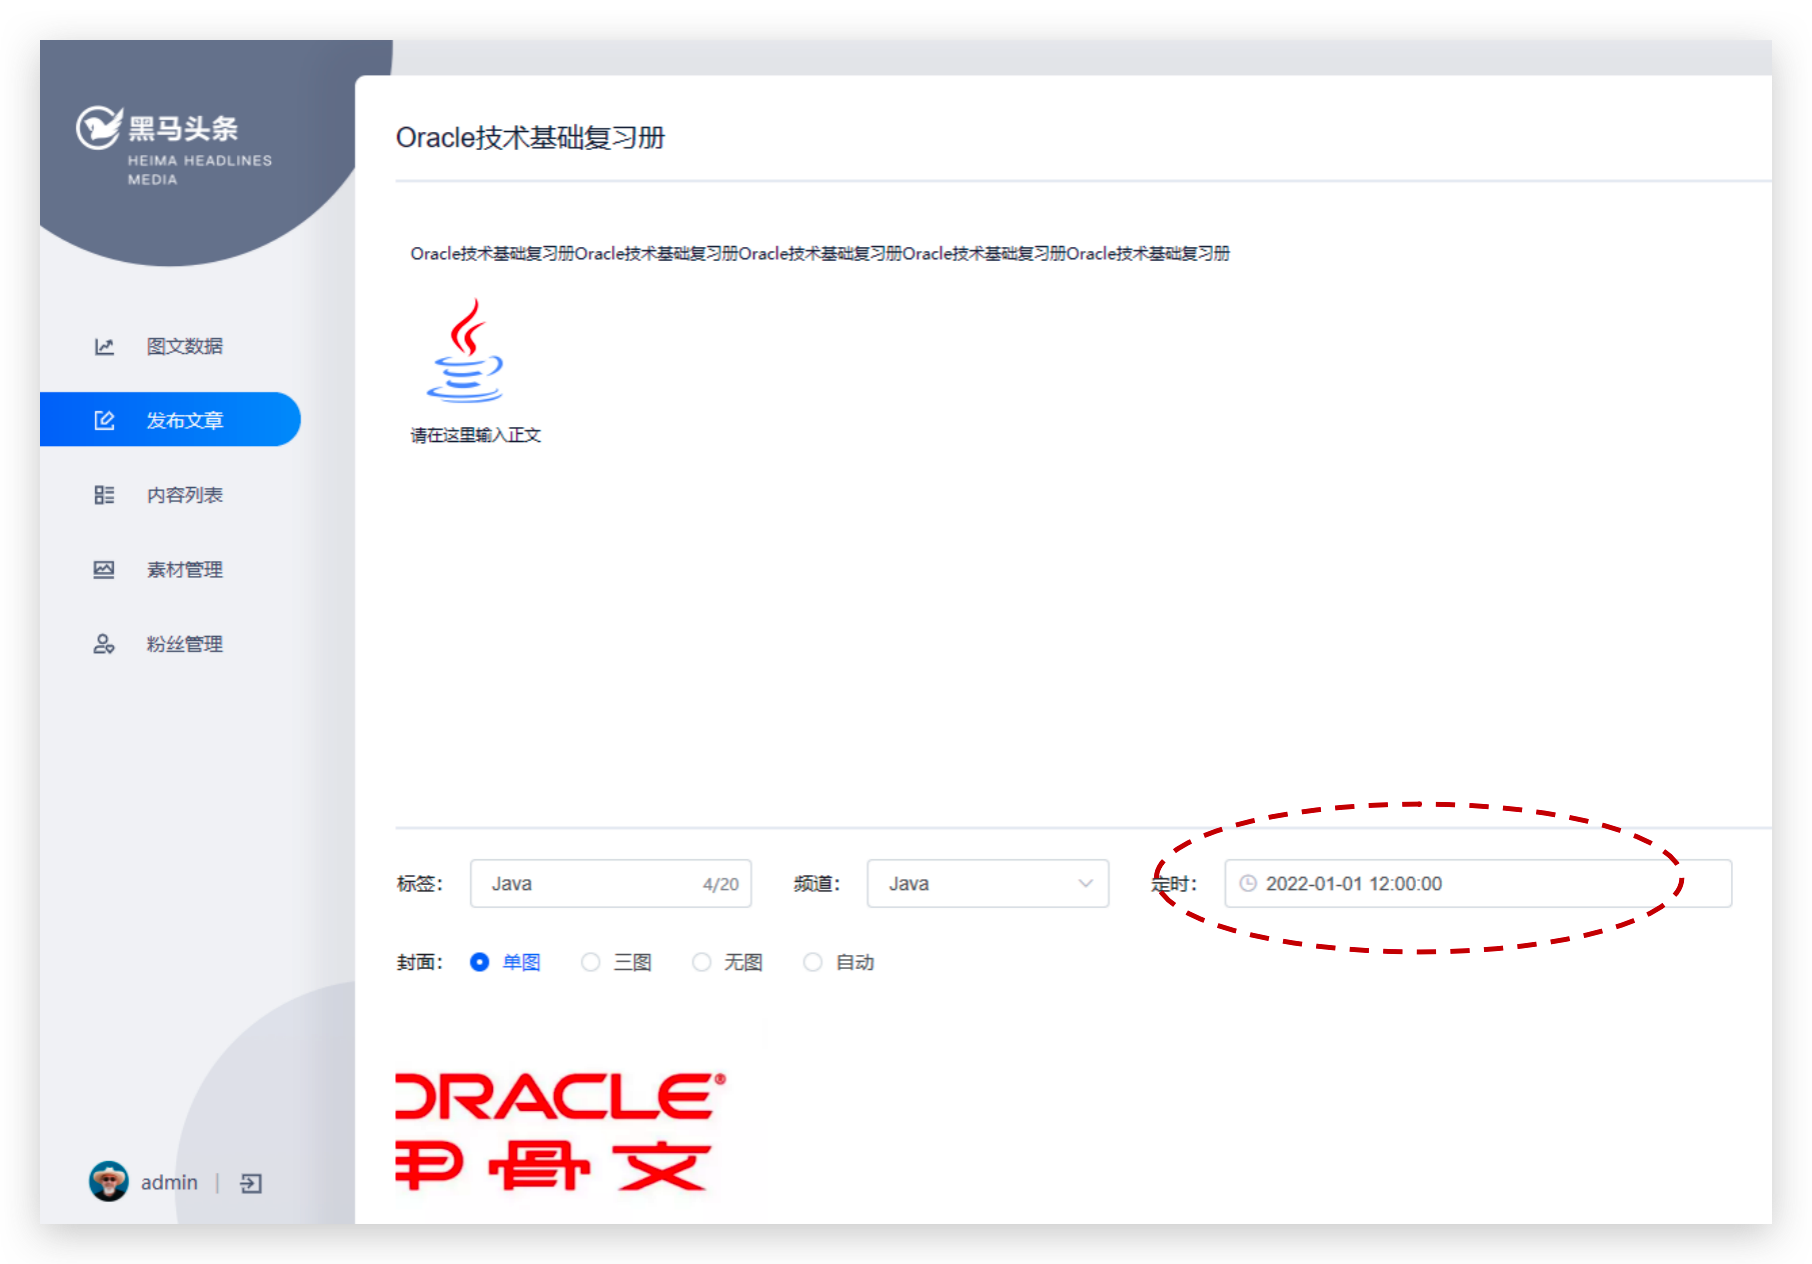 黑马头条
HEIMA HEADLINES
MEDIA
图文数据
发布文章
内容列表
素材管理
粉丝管理
admin
Oracle技术基础复习册
Oracle技术基础复习册Oracle技术基础复习册Oracle技术基础复习册Oracle技术基础复习册Oracle技术基础复习册
请在这里输入正文
标签： Java 4/20 频道： Java 定时： 2022-01-01 12:00:00
封面： 单图 三图 无图 自动
ORACLE®
甲骨文